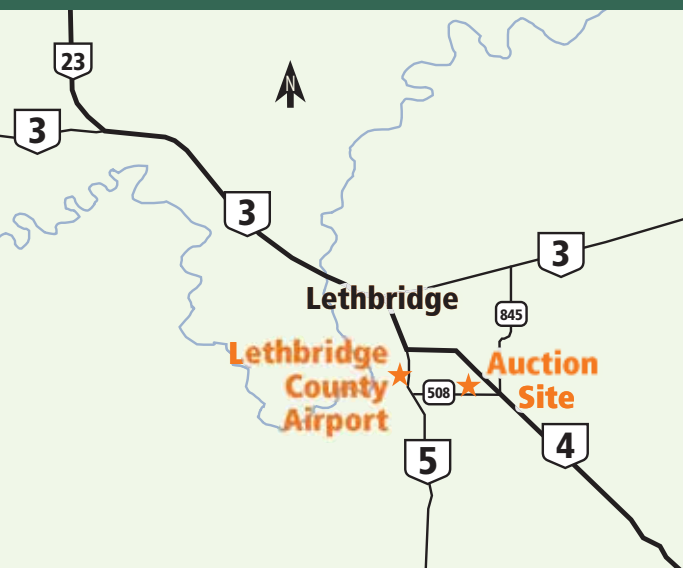 23
N
3
3
3
Lethbridge
845
Lethbridge
County
Airport
Auction
Site
508
4
5